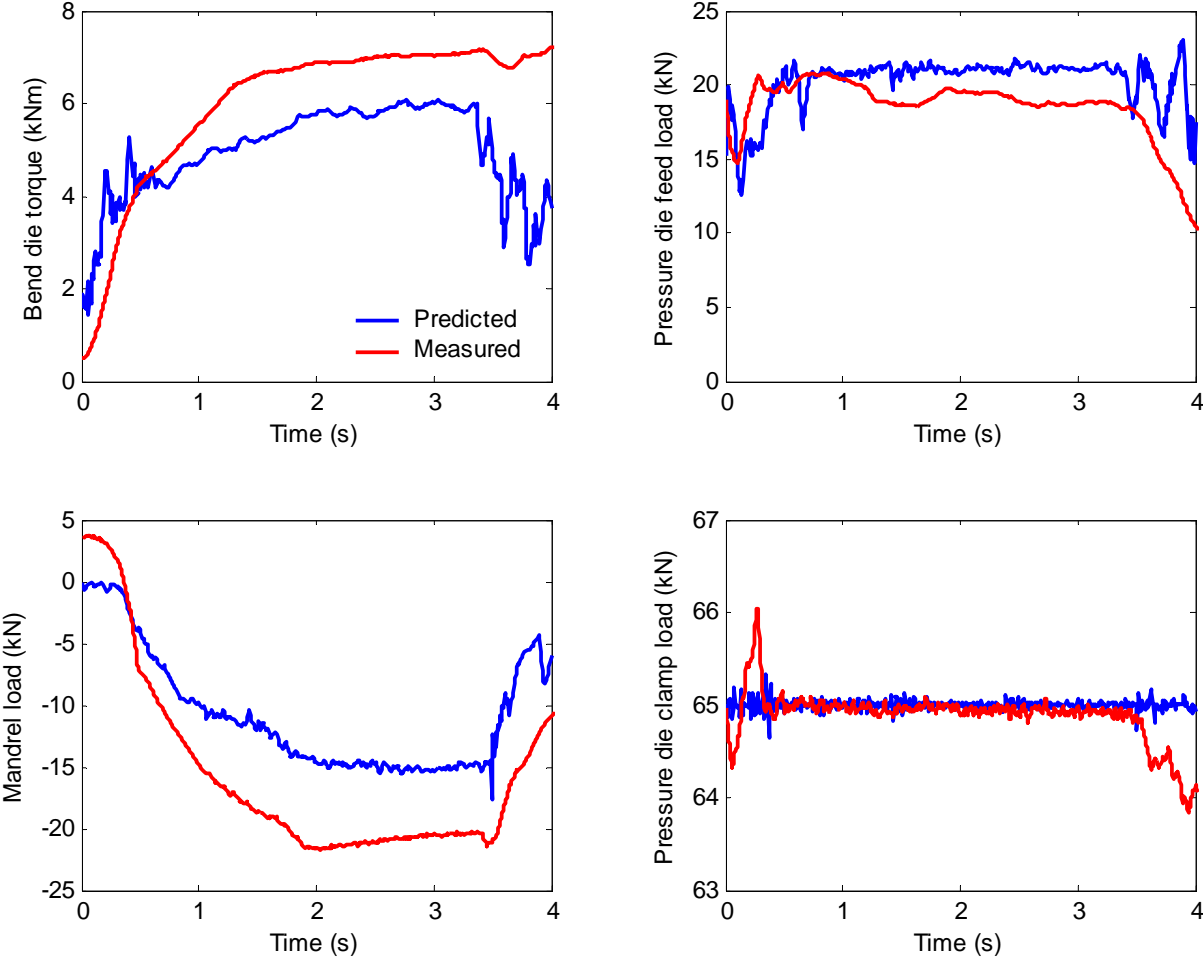 Bend die torque (kNm)
8
6
4
2
0
0 1 2 3 4
Time (s)
Predicted
Measured
Pressure die feed load (kN)
25
20
15
10
5
0
0 1 2 3 4
Time (s)
Mandrel load (kN)
5
0
-5
-10
-15
-20
-25
0 1 2 3 4
Time (s)
Pressure die clamp load (kN)
67
66
65
64
63
0 1 2 3 4
Time (s)